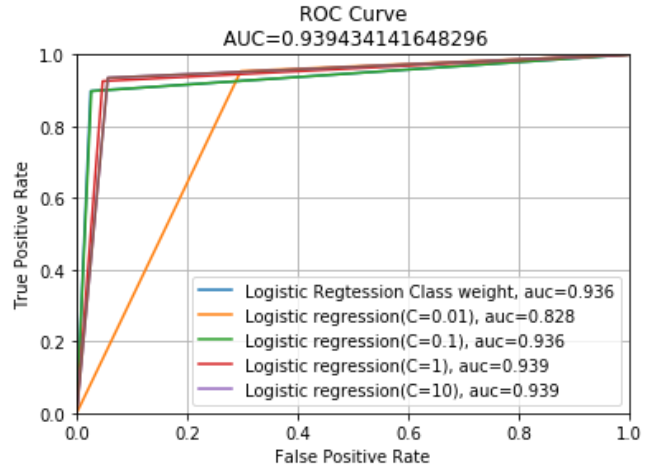 ROC Curve
AUC=0.939434141648296
True Positive Rate
1.0
0.8
0.6
0.4
0.2
0.0
Logistic Regtession Class weight, auc=0.936
Logistic regression(C=0.01), auc=0.828
Logistic regression(C=0.1), auc=0.936
Logistic regression(C=1), auc=0.939
Logistic regression(C=10), auc=0.939
0.0 0.2 0.4 0.6 0.8 1.0
False Positive Rate